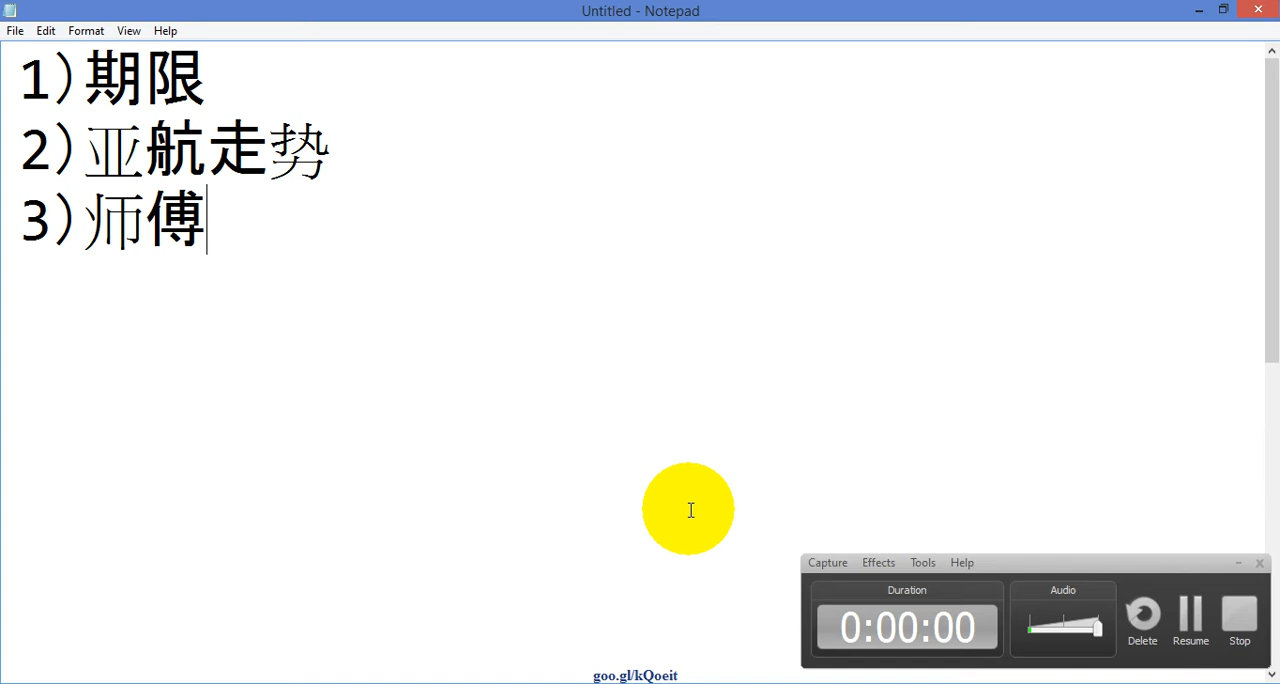 Untitled - Notepad
File Edit Format View Help
1)期限
2)亚航走势
3)师傅
Capture Effects Tools Help
Duration
Audio
0:00:00
Delete Resume Stop
goo.gl/kQoeit